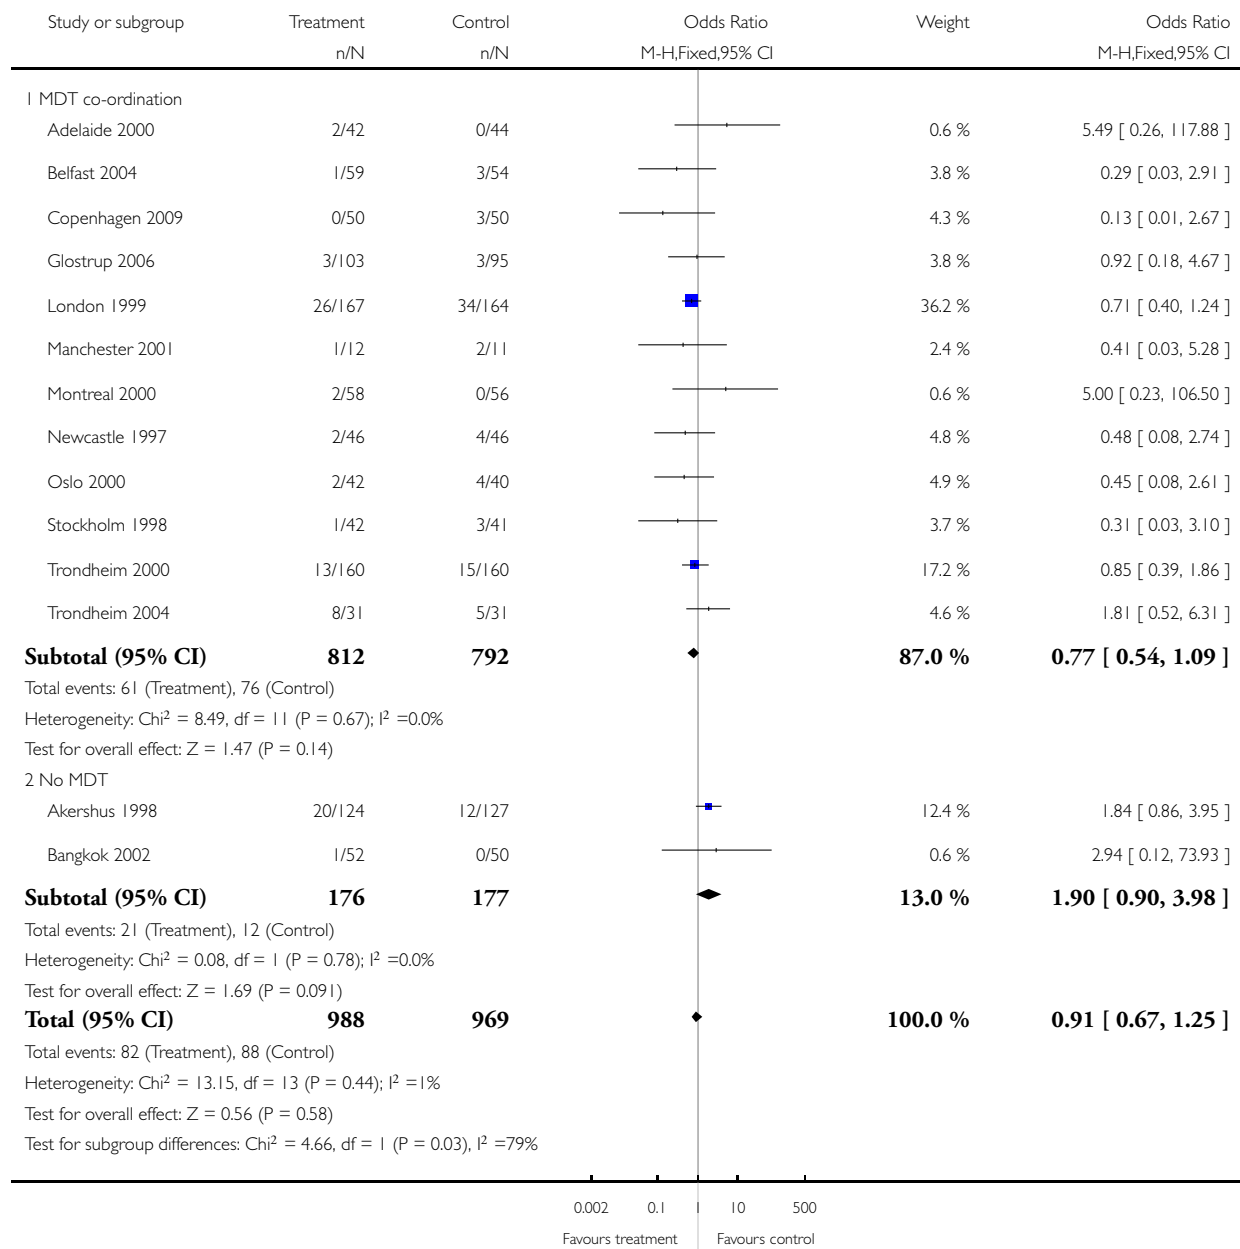 Study or subgroup Treatment Control Odds Ratio Weight Odds Ratio
n/N n/N M-H,Fixed,95% CI M-H,Fixed,95% CI
1 MDT co-ordination
Adelaide 2000 2/42 0/44 0.6 % 5.49 [ 0.26, 117.88 ]
Belfast 2004 1/59 3/54 3.8 % 0.29 [ 0.03, 2.91 ]
Copenhagen 2009 0/50 3/50 4.3 % 0.13 [ 0.01, 2.67 ]
Glostrup 2006 3/103 3/95 3.8 % 0.92 [ 0.18, 4.67 ]
London 1999 26/167 34/164 36.2 % 0.71 [ 0.40, 1.24 ]
Manchester 2001 1/12 2/11 2.4 % 0.41 [ 0.03, 5.28 ]
Montreal 2000 2/58 0/56 0.6 % 5.00 [ 0.23, 106.50 ]
Newcastle 1997 2/46 4/46 4.8 % 0.48 [ 0.08, 2.74 ]
Oslo 2000 2/42 4/40 4.9 % 0.45 [ 0.08, 2.61 ]
Stockholm 1998 1/42 3/41 3.7 % 0.31 [ 0.03, 3.10 ]
Trondheim 2000 13/160 15/160 17.2 % 0.85 [ 0.39, 1.86 ]
Trondheim 2004 8/31 5/31 4.6 % 1.81 [ 0.52, 6.31 ]
Subtotal (95% CI) 812 792 87.0 % 0.77 [ 0.54, 1.09 ]
Total events: 61 (Treatment), 76 (Control)
Heterogeneity: Chi² = 8.49, df = 11 (P = 0.67); I² =0.0%
Test for overall effect: Z = 1.47 (P = 0.14)
2 No MDT
Akershus 1998 20/124 12/127 12.4 % 1.84 [ 0.86, 3.95 ]
Bangkok 2002 1/52 0/50 0.6 % 2.94 [ 0.12, 73.93 ]
Subtotal (95% CI) 176 177 13.0 % 1.90 [ 0.90, 3.98 ]
Total events: 21 (Treatment), 12 (Control)
Heterogeneity: Chi² = 0.08, df = 1 (P = 0.78); I² =0.0%
Test for overall effect: Z = 1.69 (P = 0.091)
Total (95% CI) 988 969 100.0 % 0.91 [ 0.67, 1.25 ]
Total events: 82 (Treatment), 88 (Control)
Heterogeneity: Chi² = 13.15, df = 13 (P = 0.44); I² =1%
Test for overall effect: Z = 0.56 (P = 0.58)
Test for subgroup differences: Chi² = 4.66, df = 1 (P = 0.03), I² =79%
0.002 0.1 1 10 500
Favours treatment Favours control